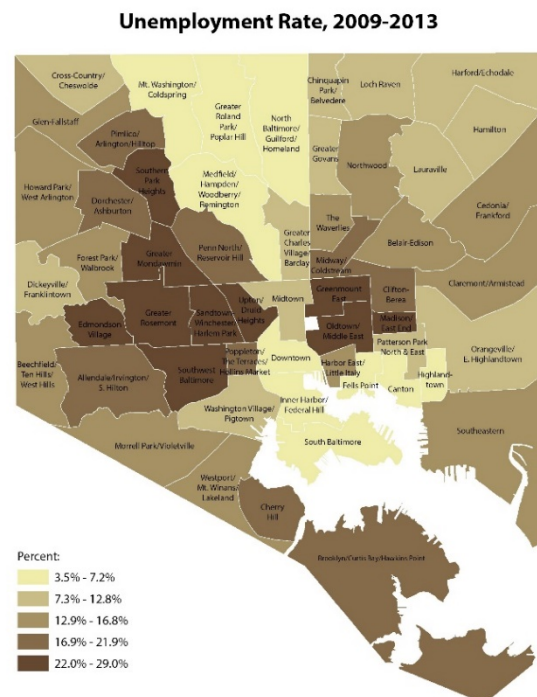 Unemployment Rate, 2009-2013
Cross-Country/
Cheswolde
Mt. Washington/
Coldspring
Greater
Roland
Park/
Poplar Hill
North
Baltimore/
Guilford/
Homeland
Chinquapin
Park/
Belvedere
Loch Raven
Harford/Echodale
Glen-Fallstaff
Pimlico/
Arlington/Hilltop
Greater
Govans
Northwood
Hamilton
Lauraville
Howard Park/
West Arlington
Southern
Park
Heights
Dorchester/
Ashburton
Medfield/
Hampden/
Woodberry/
Remington
Cedonia/
Frankford
The
Waverlies
Belair-Edison
Forest Park/
Walbrook
Greater
Mondawmin
Penn North/
Reservoir Hill
Greater
Charles
Village/
Barclay
Midway/
Coldstream
Dickeyville/
Franklintown
Claremont/Armistead
Clifton-
Berea
Greenmount
East
Edmondson
Village
Greater
Rosemont
Sandtown-
Winchester/
Harlem Park
Upton/
Druid
Heights
Midtown
Oldtown/
Middle East
Madison/
East End
Beechfield/
Ten Hills/
West Hills
Allendale/Irvington/
S. Hilton
Southwest
Baltimore
Poppleton/
The Terraces/
Hollins Market
Downtown
Harbor East/
Little Italy
Patterson Park
North & East
Orangeville/
E. Highlandtown
Highland-
town
Fells Point
Canton
Washington Village/
Pigtown
Inner Harbor/
Federal Hill
Southeastern
Morrell Park/Violetville
South Baltimore
Westport/
Mt. Winans/
Lakeland
Cherry
Hill
Brooklyn/Curtis Bay/Hawkins Point
Percent:
3.5% - 7.2%
7.3% - 12.8%
12.9% - 16.8%
16.9% - 21.9%
22.0% - 29.0%